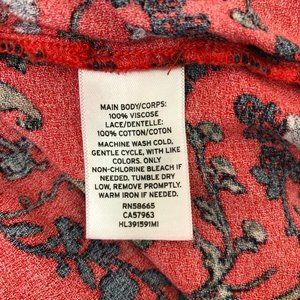 MAIN BODY/CORPS:
100% VISCOSE
LACE/DENTELLE:
100% COTTON/COTON
MACHINE WASH COLD,
GENTLE CYCLE, WITH LIKE
COLORS. ONLY
NON-CHLORINE BLEACH IF
NEEDED. TUMBLE DRY
LOW, REMOVE PROMPTLY.
WARM IRON IF NEEDED.
RN58665
CA57963
HL391591MI